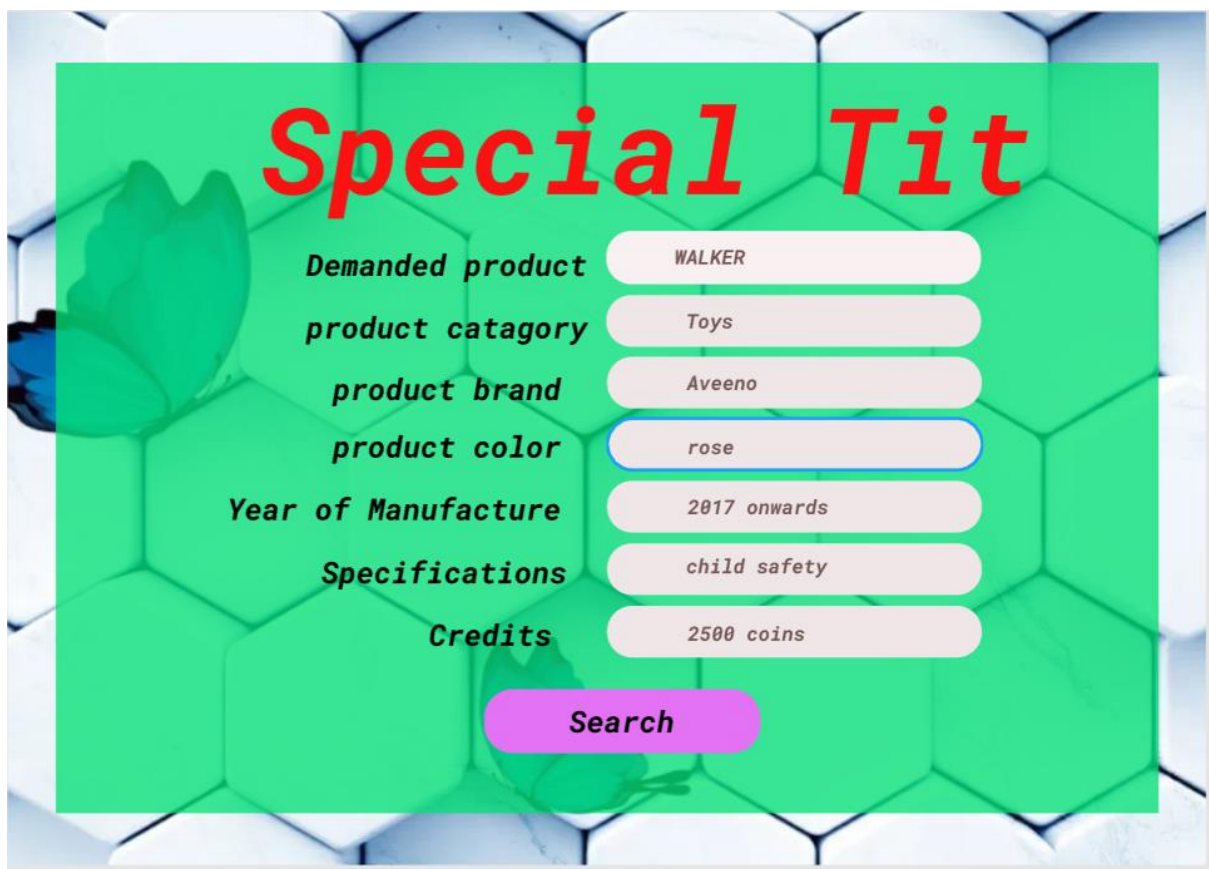 Special Tit
Demanded product WALKER
product catagory Toys
product brand Aveeno
product color rose
Year of Manufacture 2017 onwards
Specifications child safety
Credits 2500 coins
Search